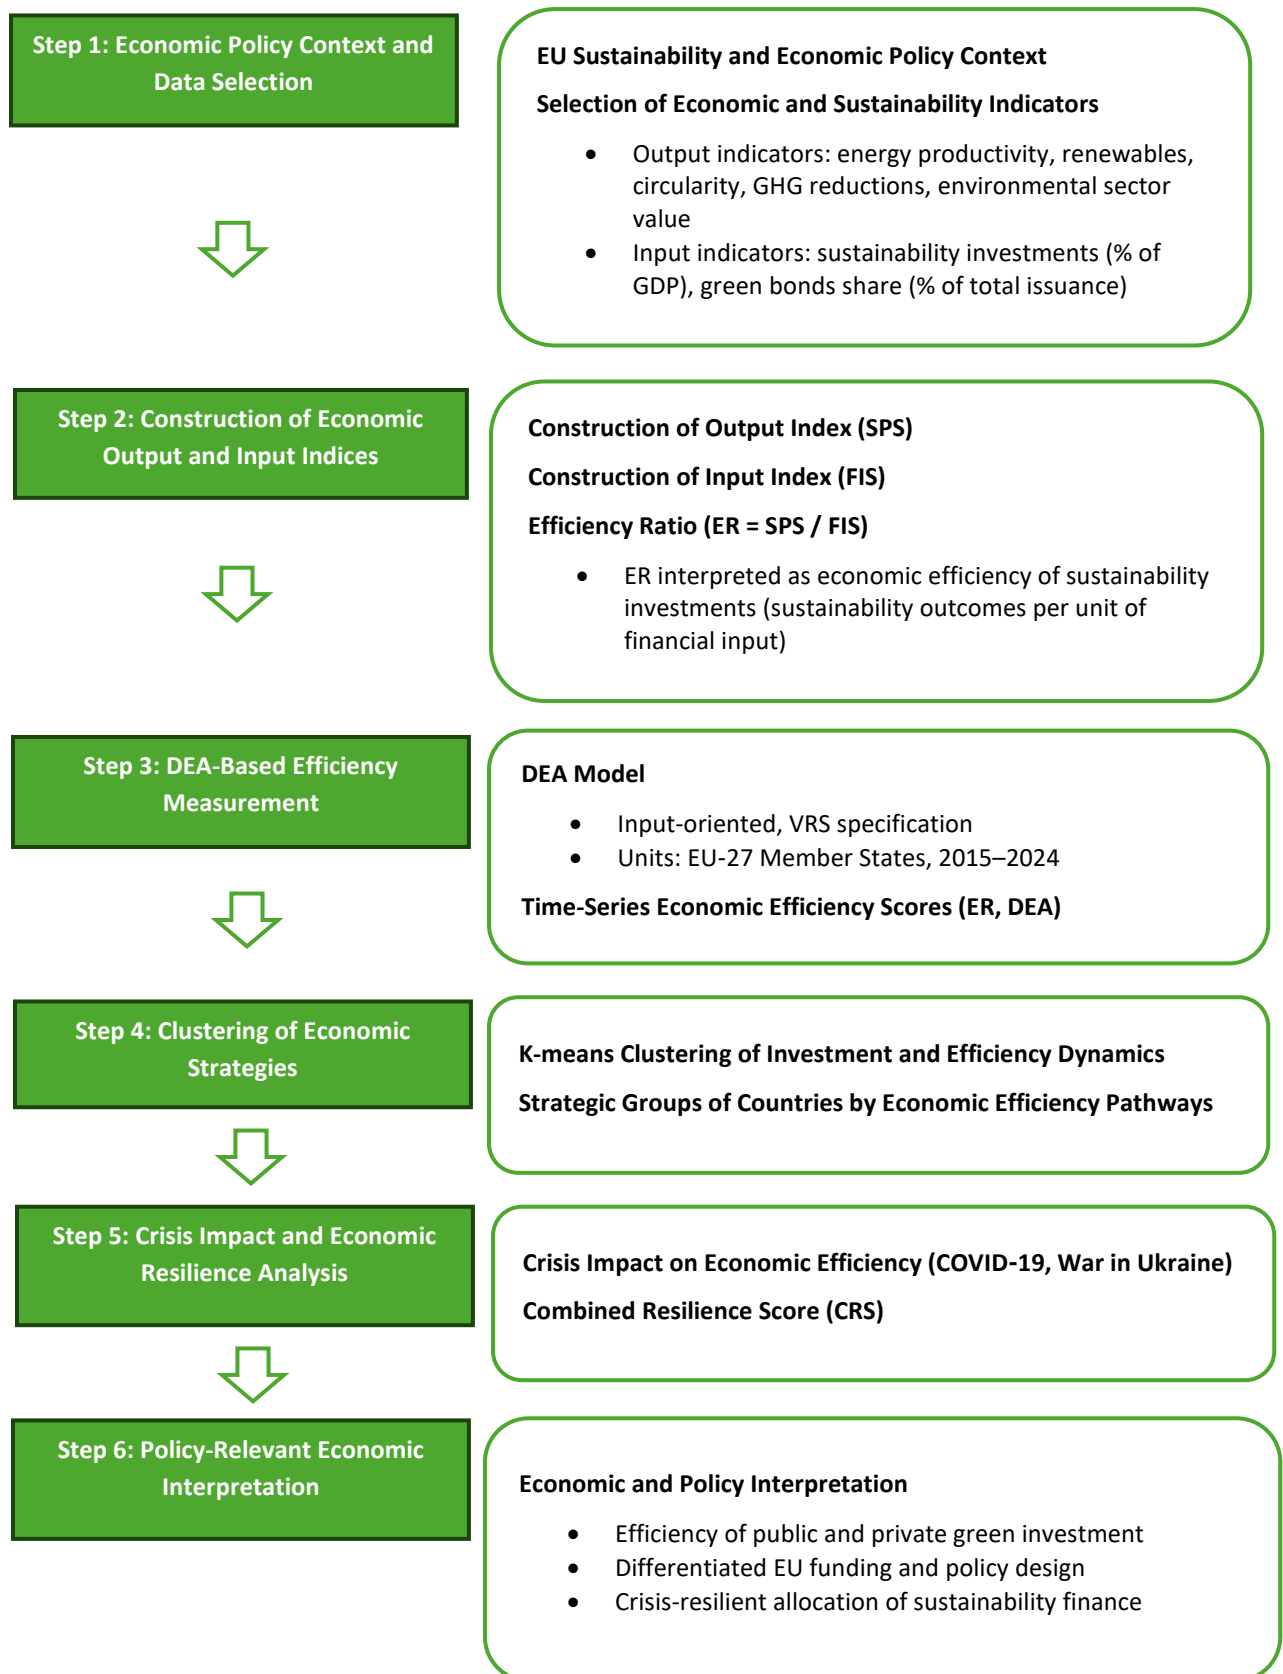 Step 1: Economic Policy Context and
Data Selection
EU Sustainability and Economic Policy Context
Selection of Economic and Sustainability Indicators
• Output indicators: energy productivity, renewables,
circularity, GHG reductions, environmental sector
value
• Input indicators: sustainability investments (% of
GDP), green bonds share (% of total issuance)
Step 2: Construction of Economic
Output and Input Indices
Construction of Output Index (SPS)
Construction of Input Index (FIS)
Efficiency Ratio (ER = SPS / FIS)
• ER interpreted as economic efficiency of sustainability
investments (sustainability outcomes per unit of
financial input)
Step 3: DEA-Based Efficiency
Measurement
DEA Model
• Input-oriented, VRS specification
• Units: EU-27 Member States, 2015–2024
Time-Series Economic Efficiency Scores (ER, DEA)
Step 4: Clustering of Economic
Strategies
K-means Clustering of Investment and Efficiency Dynamics
Strategic Groups of Countries by Economic Efficiency Pathways
Step 5: Crisis Impact and Economic
Resilience Analysis
Crisis Impact on Economic Efficiency (COVID-19, War in Ukraine)
Combined Resilience Score (CRS)
Step 6: Policy-Relevant Economic
Interpretation
Economic and Policy Interpretation
• Efficiency of public and private green investment
• Differentiated EU funding and policy design
• Crisis-resilient allocation of sustainability finance